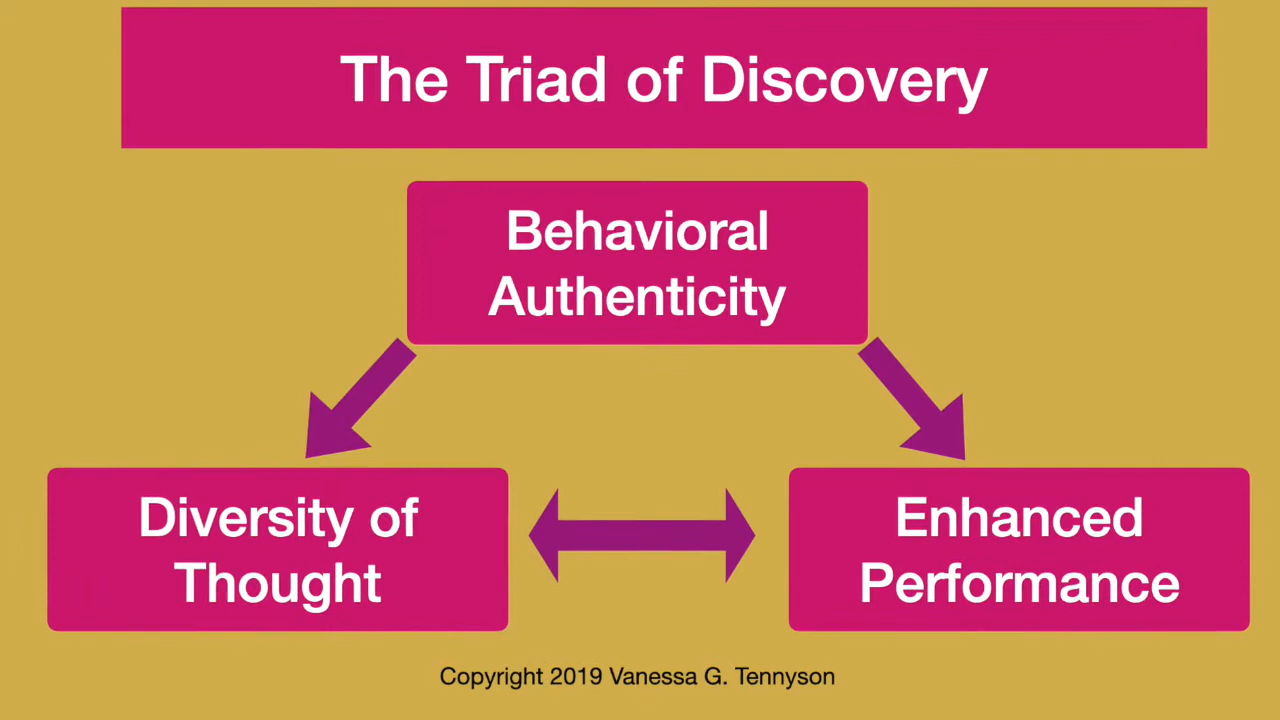 The Triad of Discovery
Behavioral
Authenticity
Diversity of
Thought
Enhanced
Performance
Copyright 2019 Vanessa G. Tennyson